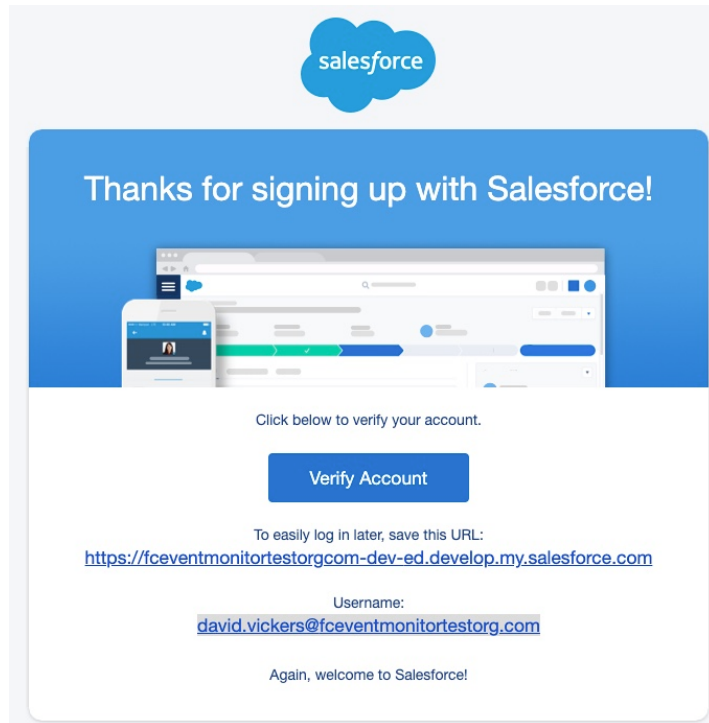 salesforce
Thanks for signing up with Salesforce!
Click below to verify your account.
Verify Account
To easily log in later, save this URL:
https://fceventmonitortestorgcom-dev-ed.develop.my.salesforce.com
Username:
david.vickers@fceventmonitortestorg.com
Again, welcome to Salesforce!